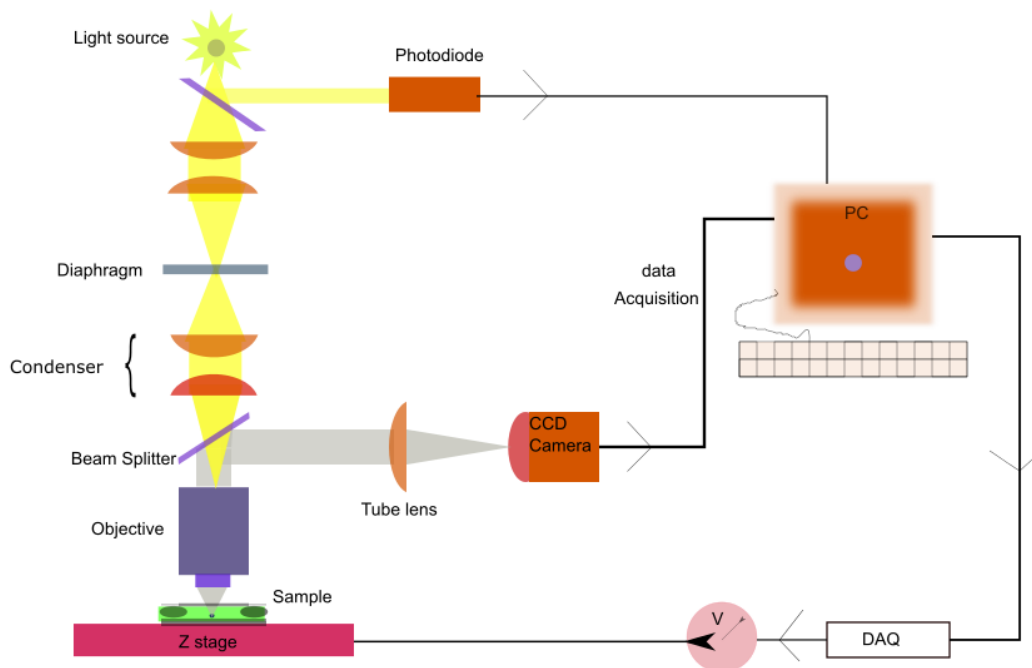 Light source
Photodiode
PC
Diaphragm
data
Acquisition
Condenser
CCD
Camera
Beam Splitter
Tube lens
Objective
Sample
V
Z stage
DAQ